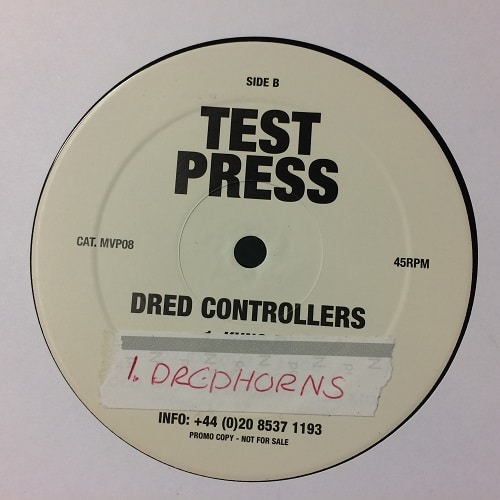 SIDE B
TEST
PRESS
CAT. MVP08
45RPM
DRED CONTROLLERS
1. DREDHORNS
INFO: +44 (0)20 8537 1193
PROMO COPY - NOT FOR SALE